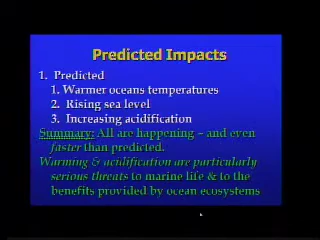 Predicted Impacts
1. Predicted
1. Warmer oceans temperatures
2. Rising sea level
3. Increasing acidification
Summary: All are happening – and even
faster than predicted.
Warming & acidification are particularly
serious threats to marine life & to the
benefits provided by ocean ecosystems